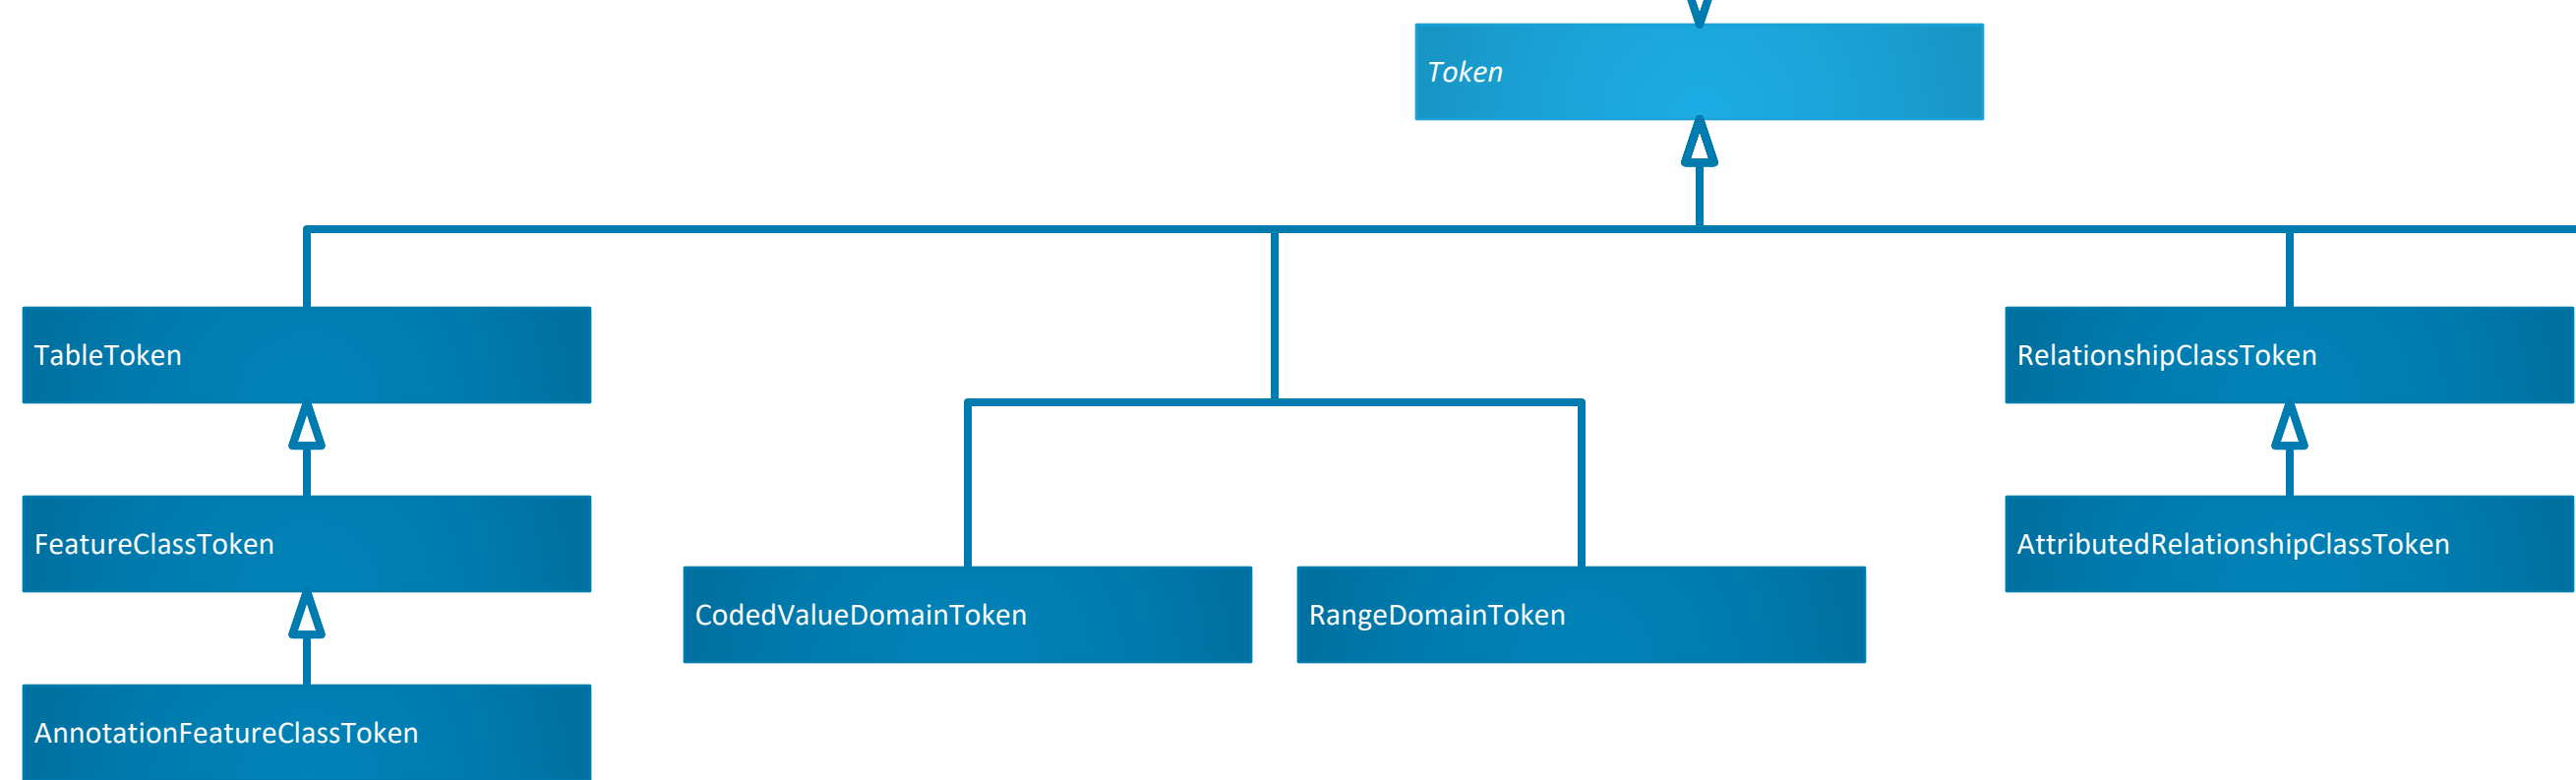 Token
TableToken
RelationshipClassToken
FeatureClassToken
AttributedRelationshipClassToken
CodedValueDomainToken
RangeDomainToken
AnnotationFeatureClassToken